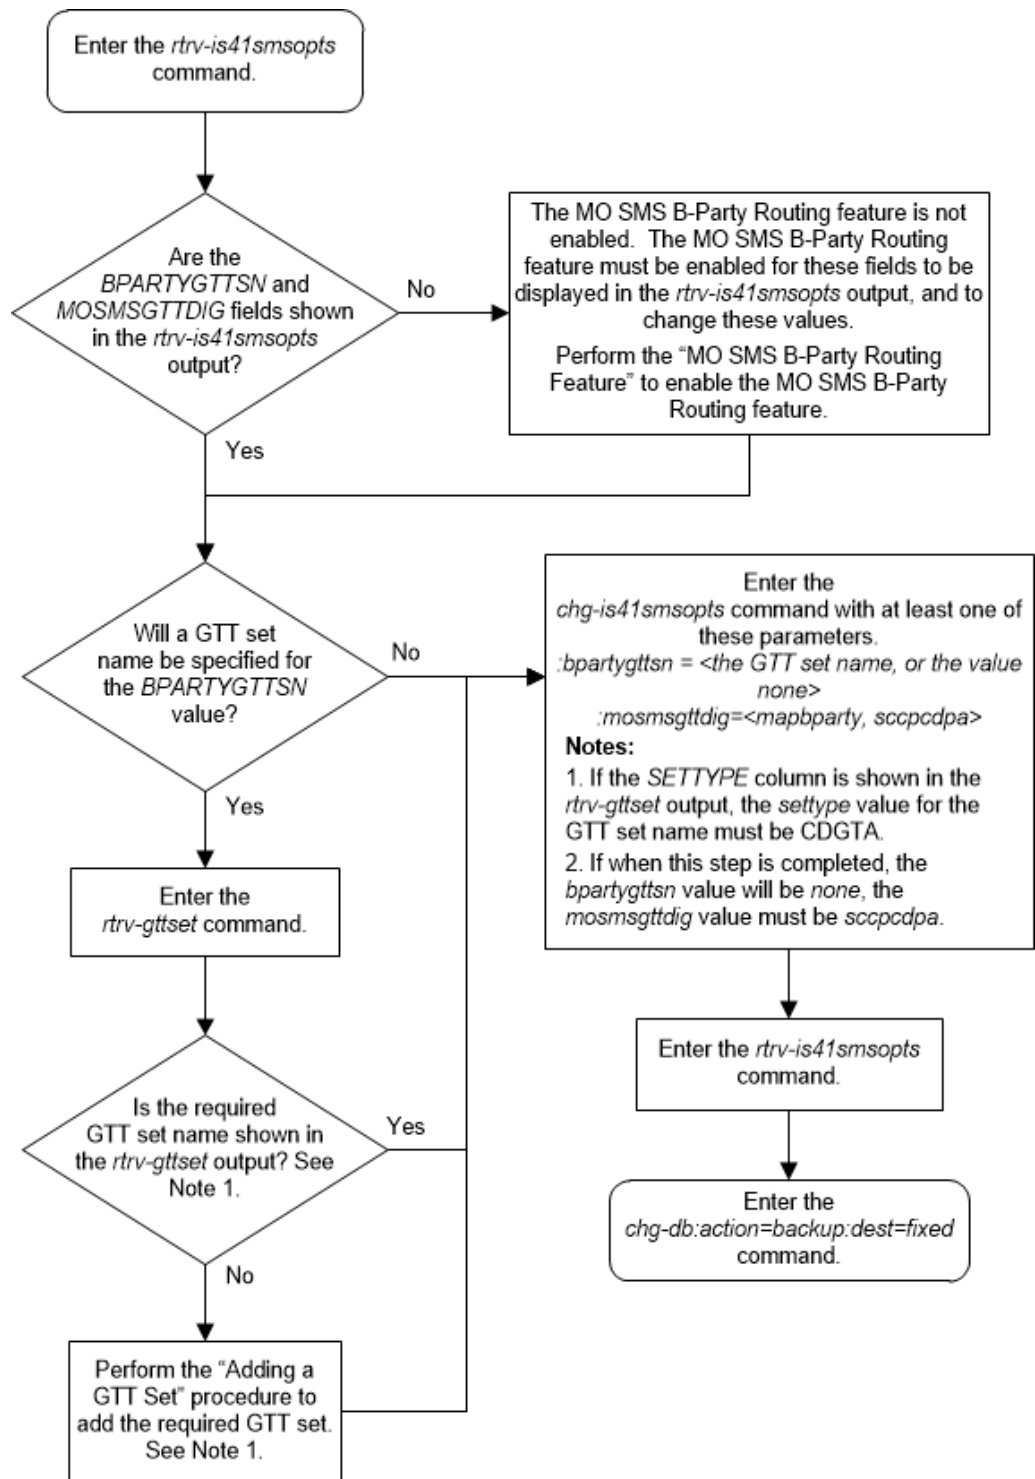 Enter the rtrv-is41smsopts
command.
Are the
BPARTYGTTSN and
MOSMSGTTDIG fields shown
in the rtrv-is41smsopts
output?
No
The MO SMS B-Party Routing feature is not
enabled. The MO SMS B-Party Routing
feature must be enabled for these fields to be
displayed in the rtrv-is41smsopts output, and to
change these values.
Perform the “MO SMS B-Party Routing
Feature” to enable the MO SMS B-Party
Routing feature.
Yes
Will a GTT set
name be specified for
the BPARTYGTTSN
value?
No
Yes
Enter the
rtrv-gttset command.
Is the required
GTT set name shown in
the rtrv-gttset output? See
Note 1.
Yes
No
Perform the “Adding a
GTT Set” procedure to
add the required GTT set.
See Note 1.
Enter the
chg-is41smsopts command with at least one of
these parameters.
:bpartygttsn = <the GTT set name, or the value
none>
:mosmsgttdig=<mapbparty, sccpcdpa>
Notes:
1. If the SETTYPE column is shown in the
rtrv-gttset output, the settype value for the
GTT set name must be CDGTA.
2. If when this step is completed, the
bpartygttsn value will be none, the
mosmsgttdig value must be sccpcdpa.
Enter the rtrv-is41smsopts
command.
Enter the
chg-db:action=backup:dest=fixed
command.